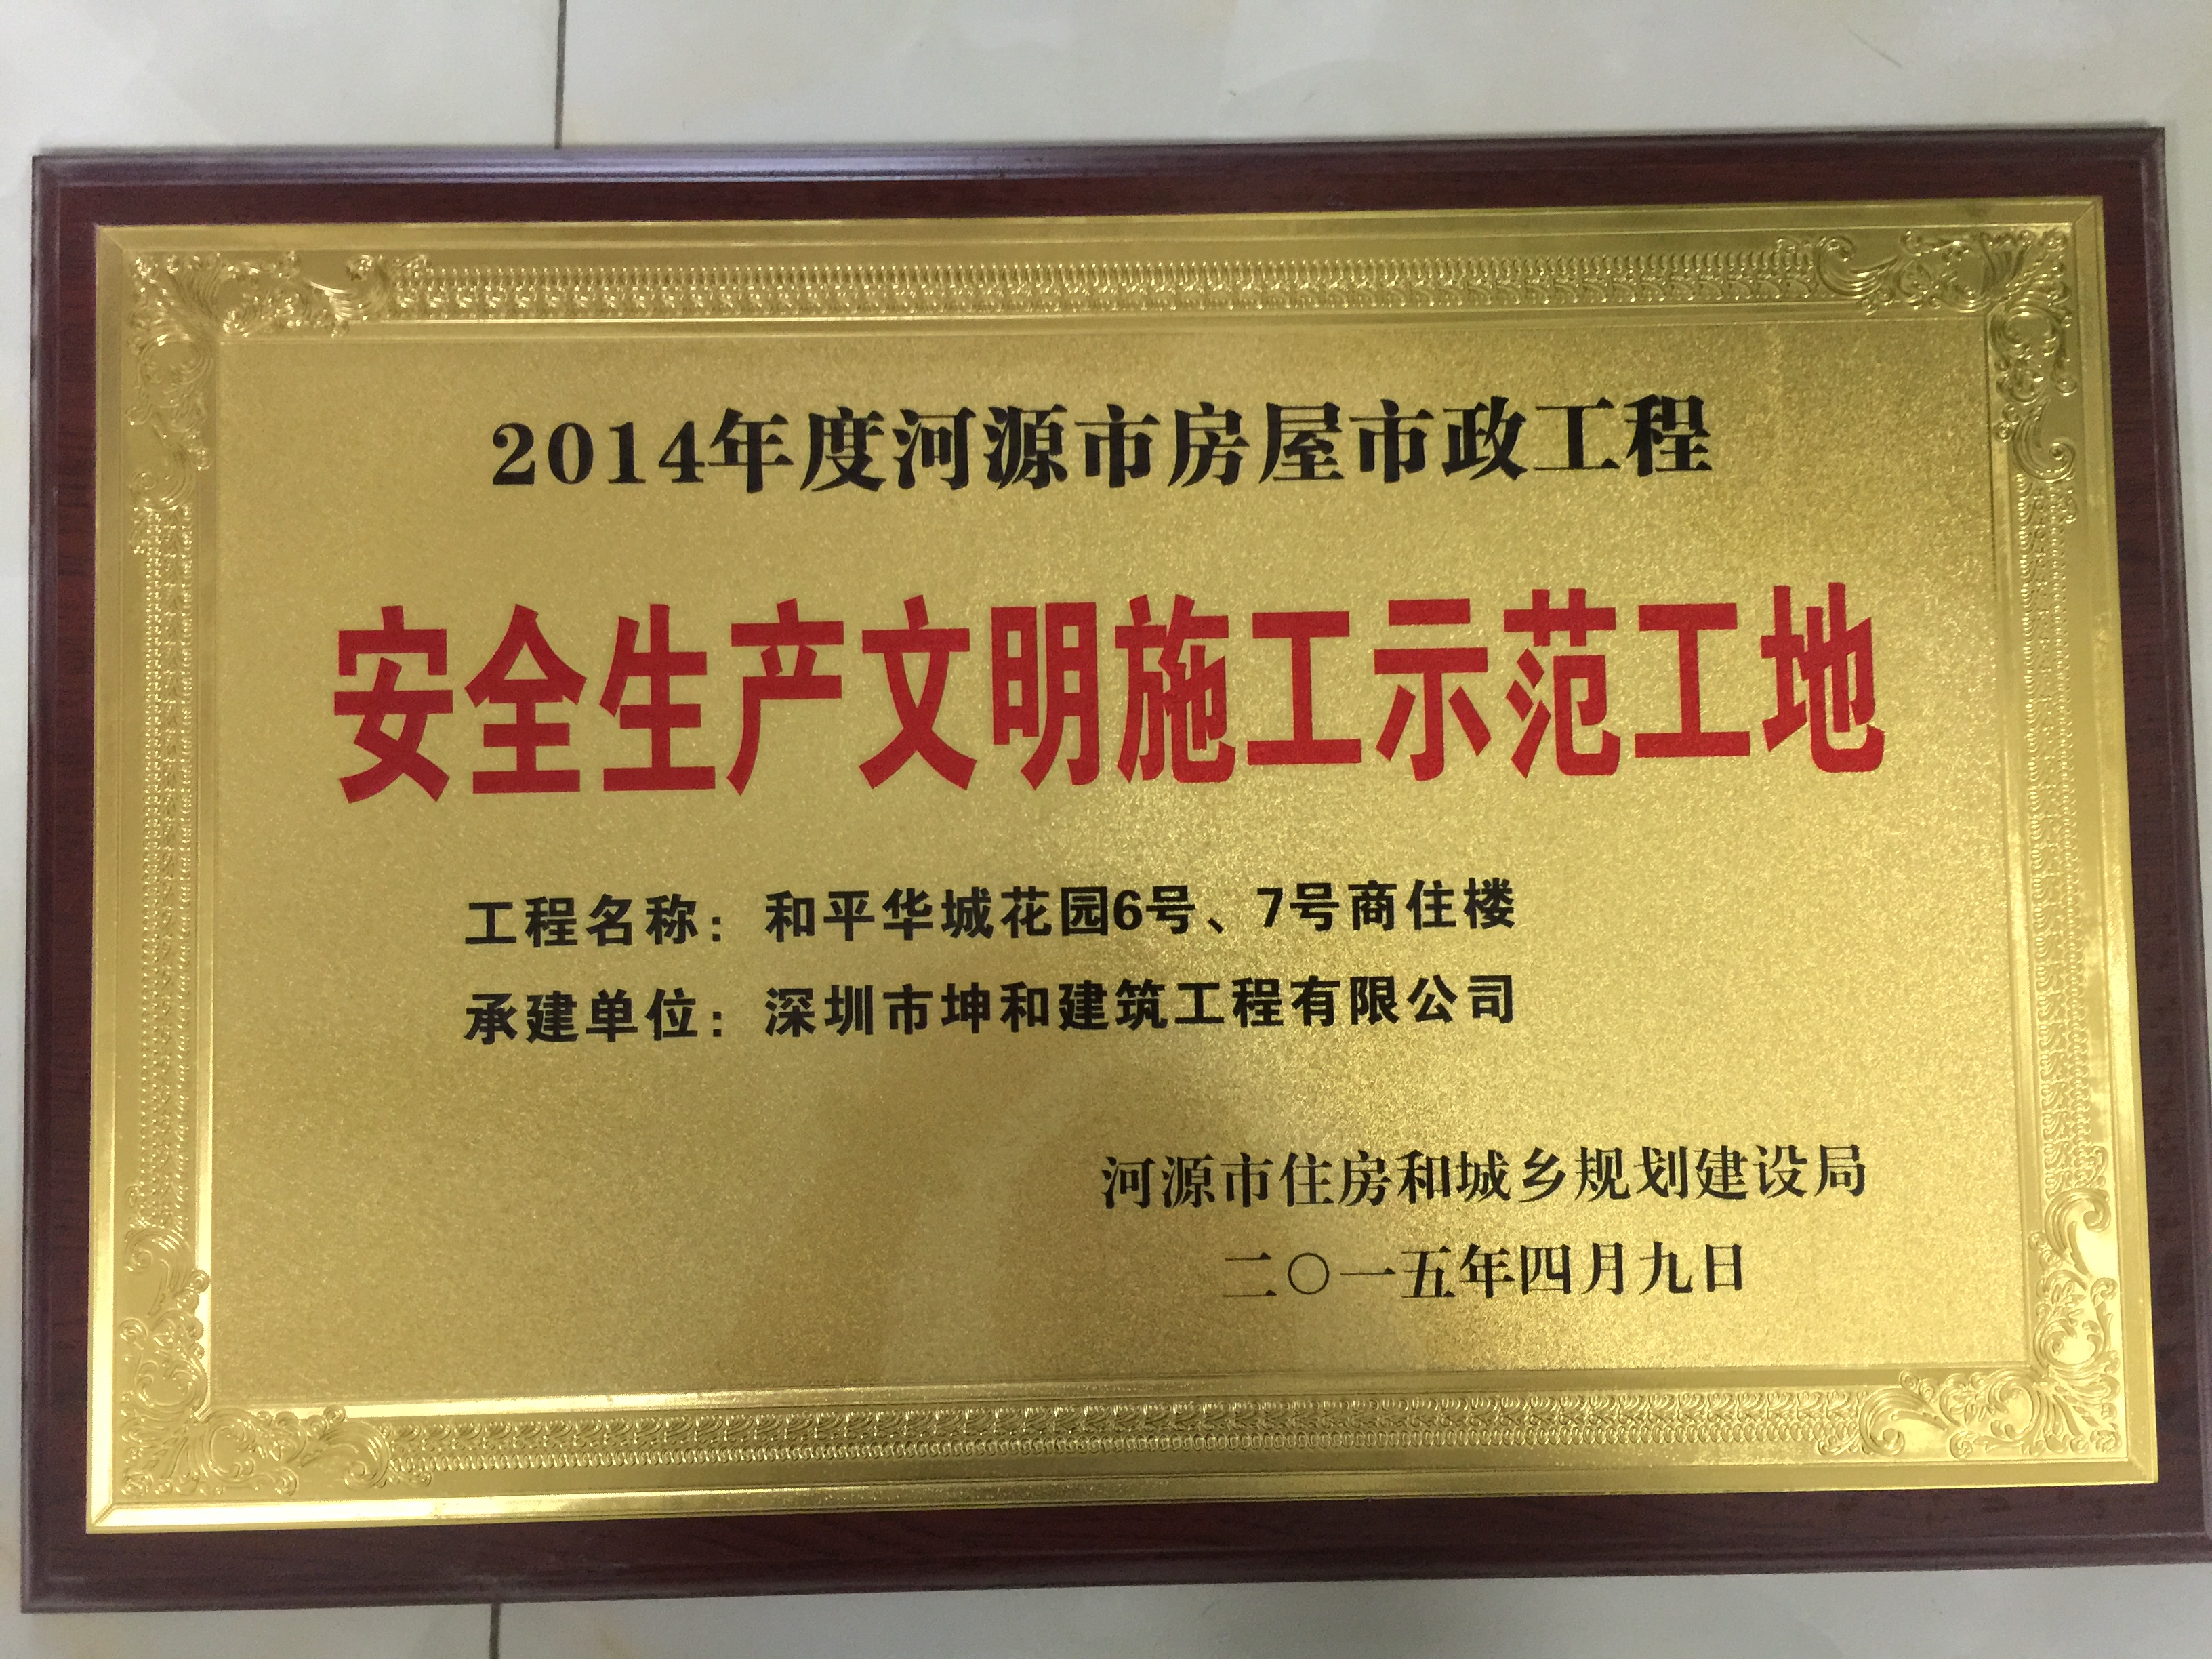 2014年度河源市房屋市政工程
安全生产文明施工示范工地
工程名称：和平华城花园6号、7号商住楼
承建单位：深圳市坤和建筑工程有限公司
河源市住房和城乡规划建设局
二〇一五年四月九日